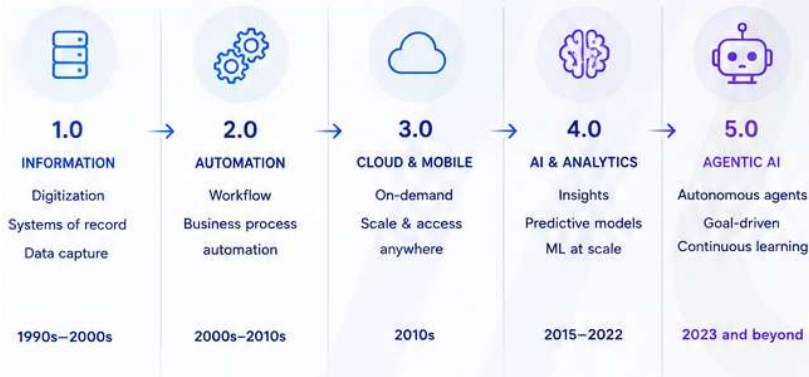 1.0
INFORMATION
Digitization
Systems of record
Data capture
1990s–2000s
2.0
AUTOMATION
Workflow
Business process
automation
2000s–2010s
3.0
CLOUD & MOBILE
On-demand
Scale & access
anywhere
2010s
4.0
AI & ANALYTICS
Insights
Predictive models
ML at scale
2015–2022
5.0
AGENTIC AI
Autonomous agents
Goal-driven
Continuous learning
2023 and beyond